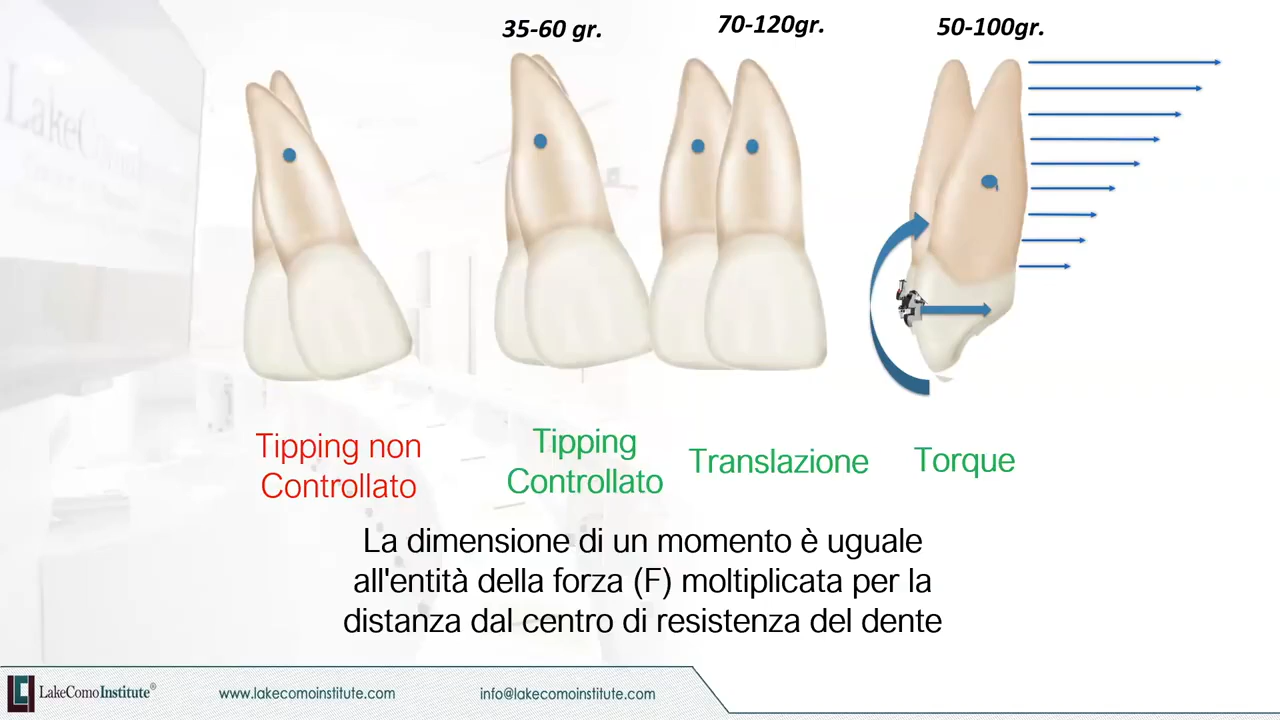 35-60 gr.
70-120gr.
50-100gr.
Tipping non
Controllato
Tipping
Controllato
Translazione
Torque
La dimensione di un momento è uguale
all'entità della forza (F) moltiplicata per la
distanza dal centro di resistenza del dente
LakeComoInstitute®
www.lakecomoinstitute.com
info@lakecomoinstitute.com